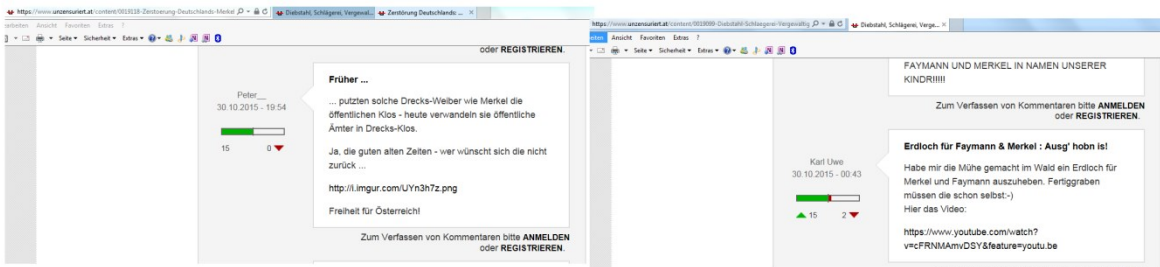 https://www.unzensuriert.at/content/0019118-Zerstoerung-Deutschlands-Merkel
Diebstahl, Schlägerei, Vergewal...
Zerstörung Deutschlands: ...
Ansicht Favoriten Extras ?
Seite Sicherheit Extras
oder REGISTRIEREN.
Peter__
30.10.2015 - 19:54
15 0
Früher ...
... putzten solche Drecks-Weiber wie Merkel die
öffentlichen Klos - heute verwandeln sie öffentliche
Ämter in Drecks-Klos.
Ja, die guten alten Zeiten - wer wünscht sich die nicht
zurück ...
http://i.imgur.com/UYn3h7z.png
Freiheit für Österreich!
Zum Verfassen von Kommentaren bitte ANMELDEN
oder REGISTRIEREN.
https://www.unzensuriert.at/content/0019099-Diebstahl-Schlaegerei-Vergewaltig
Diebstahl, Schlägerei, Verge...
Ansicht Favoriten Extras ?
Seite Sicherheit Extras
FAYMANN UND MERKEL IN NAMEN UNSERER
KINDR!!!!!
Zum Verfassen von Kommentaren bitte ANMELDEN
oder REGISTRIEREN.
Karl Uwe
30.10.2015 - 00:43
15 2
Erdloch für Faymann & Merkel : Ausg' hobn is!
Habe mir die Mühe gemacht im Wald ein Erdloch für
Merkel und Faymann auszuheben. Fertiggraben
müssen die schon selbst:-)
Hier das Video:
https://www.youtube.com/watch?
v=cFRNMAmvDSY&feature=youtu.be